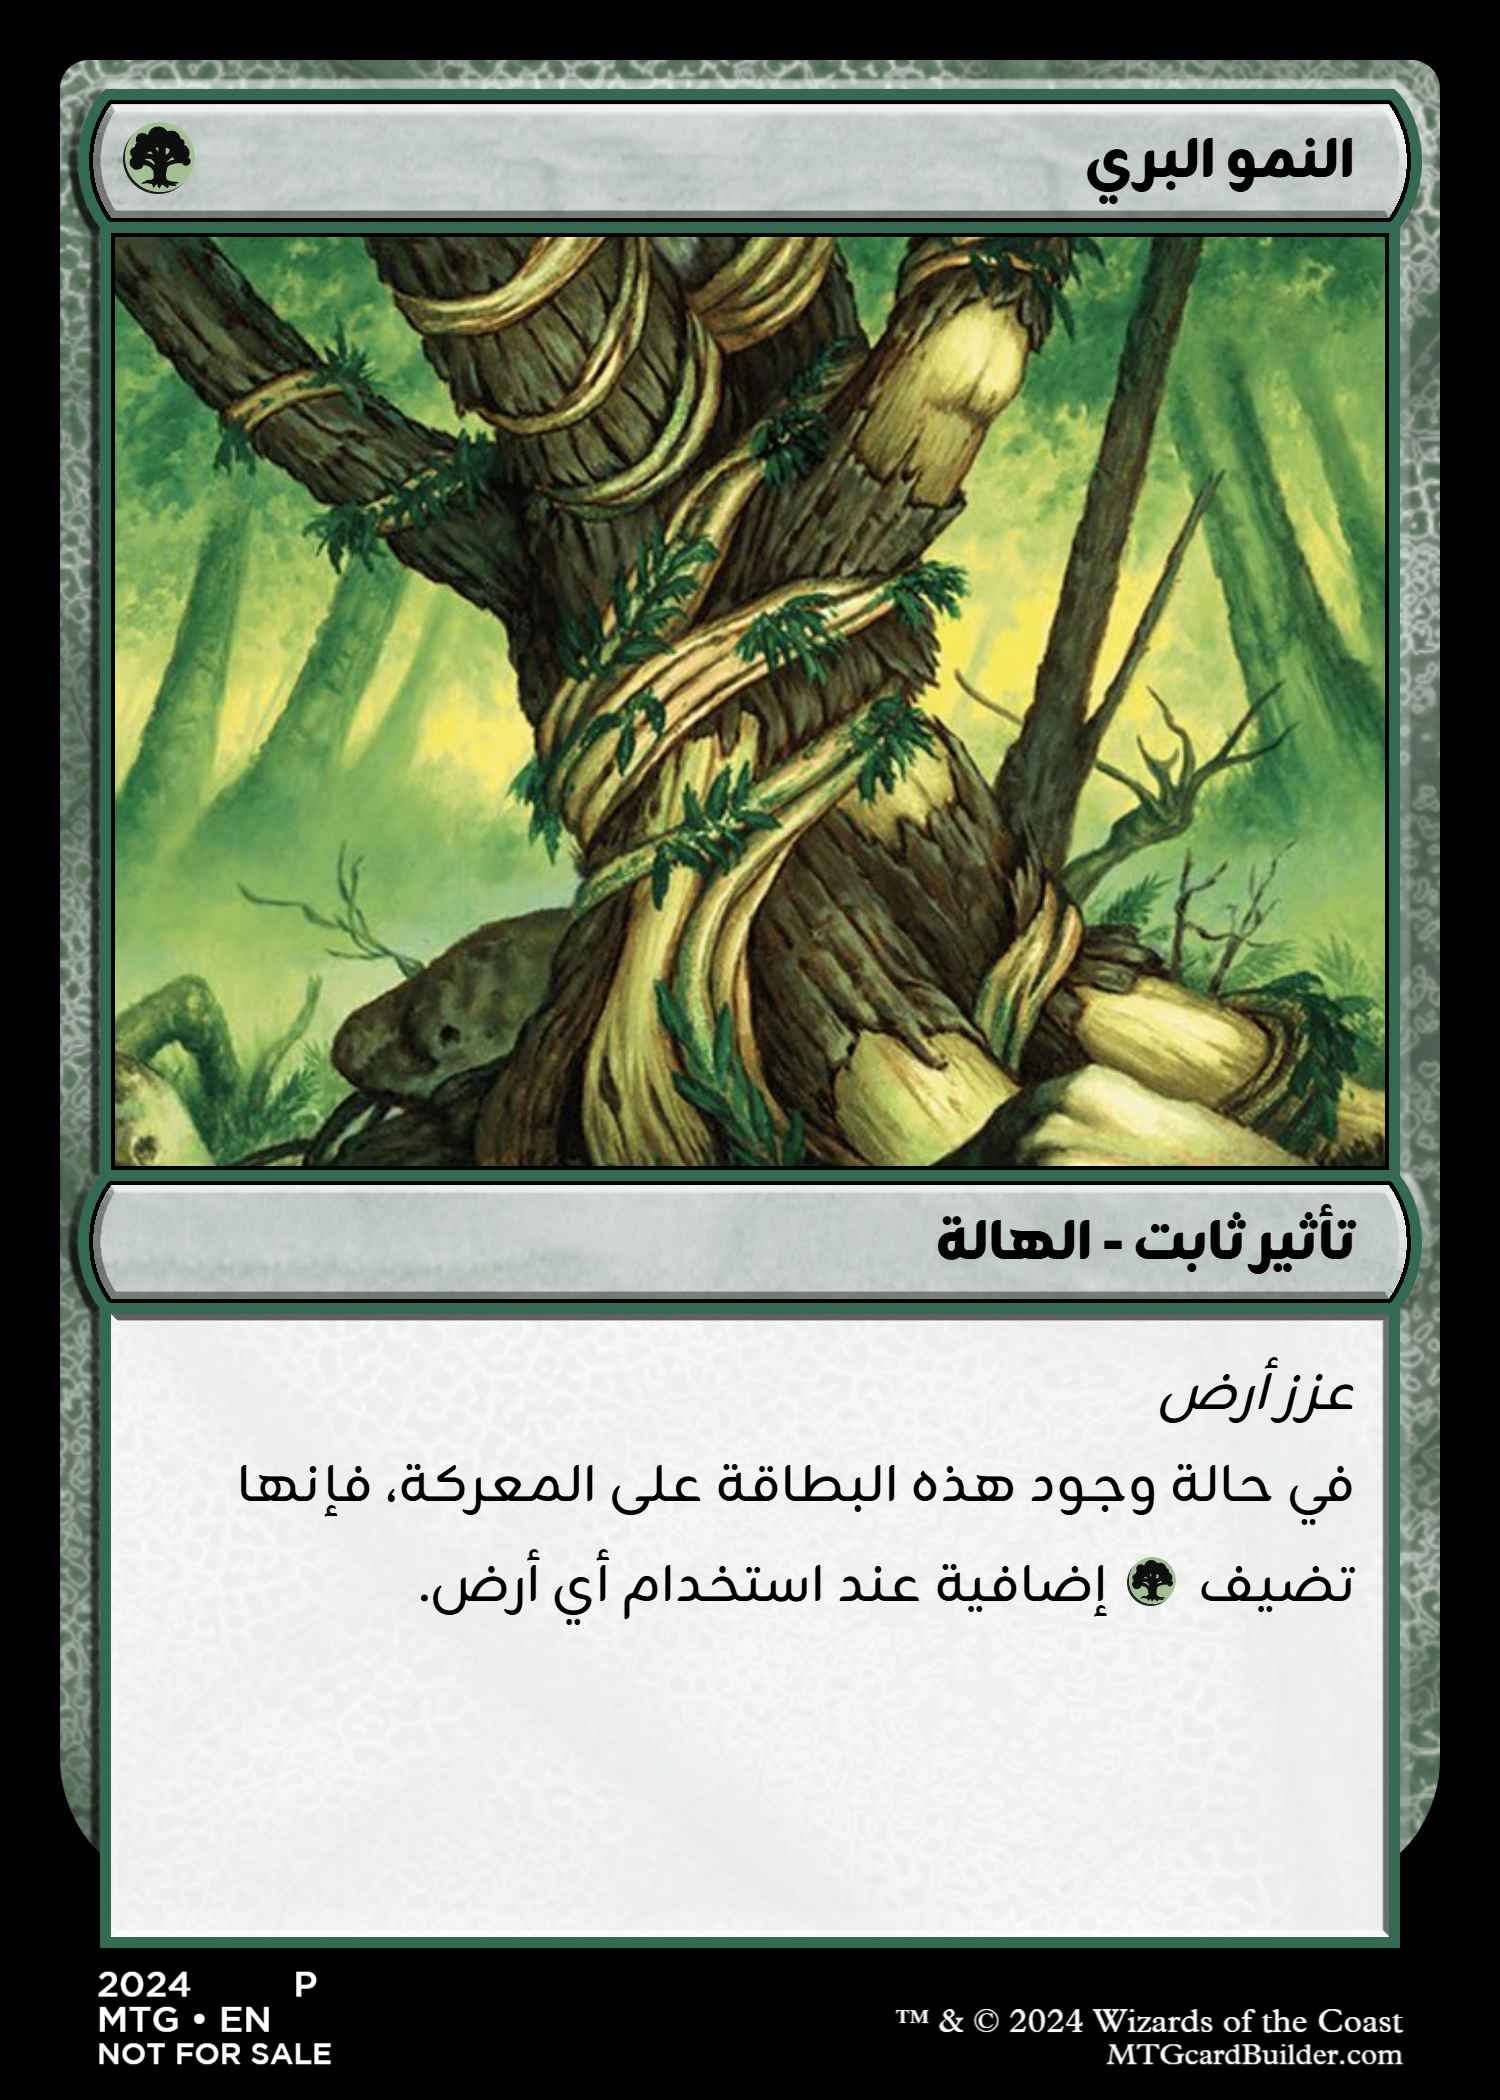 النمو البري
تأثير ثابت - الهالة
عزز أرض
في حالة وجود هذه البطاقة على المعركة، فإنها
تضيف إضافية عند استخدام أي أرض.
2024 P
MTG • EN
NOT FOR SALE
™ & © 2024 Wizards of the Coast
MTGcardBuilder.com